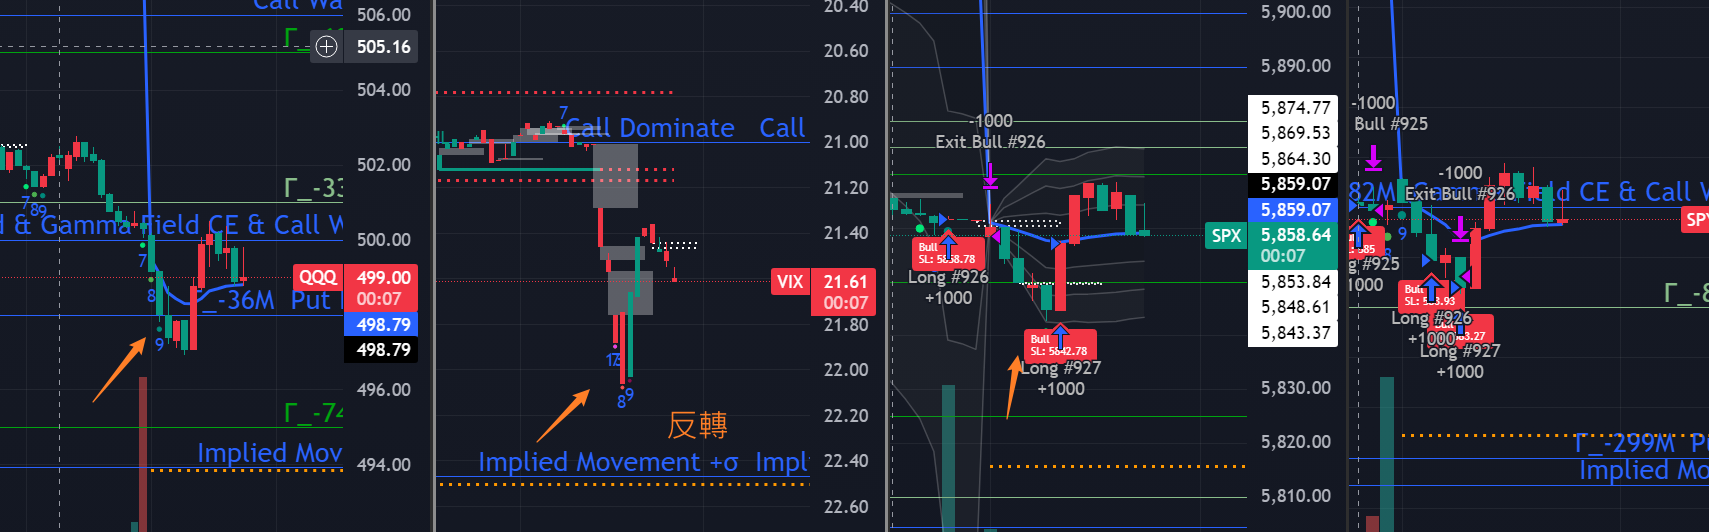 Call Wa
506.00
505.16
504.00
502.00
Γ_-33
789
d & Gamma Field CE & Call W
500.00
7
QQQ
499.00
00:07
8
_-36M Put
498.79
498.79
9
496.00
Γ_-74
Implied Mov
494.00
20.40
20.60
20.80
7
Call Dominate Call
21.00
21.20
21.40
VIX
21.61
00:07
21.80
17
22.00
8
9
反轉
22.20
Implied Movement +σ Impl
22.40
22.60
5,900.00
5,890.00
5,874.77
-1000
Exit Bull #926
5,869.53
5,864.30
5,859.07
5,859.07
SPX
5,858.64
00:07
Bull
SL: 5858.78
Long #926
+1000
5,853.84
5,848.61
5,843.37
Bull
SL: 5842.78
Long #927
+1000
5,830.00
5,820.00
5,810.00
-1000
Bull #925
-1000
Exit Bull #926
82M Gamma Field CE & Call W
SP
9
g #925
1000
Bull
Γ_-8
Long #926
+1000
Long #927
+1000
Γ_-299M Pu
Implied Mo